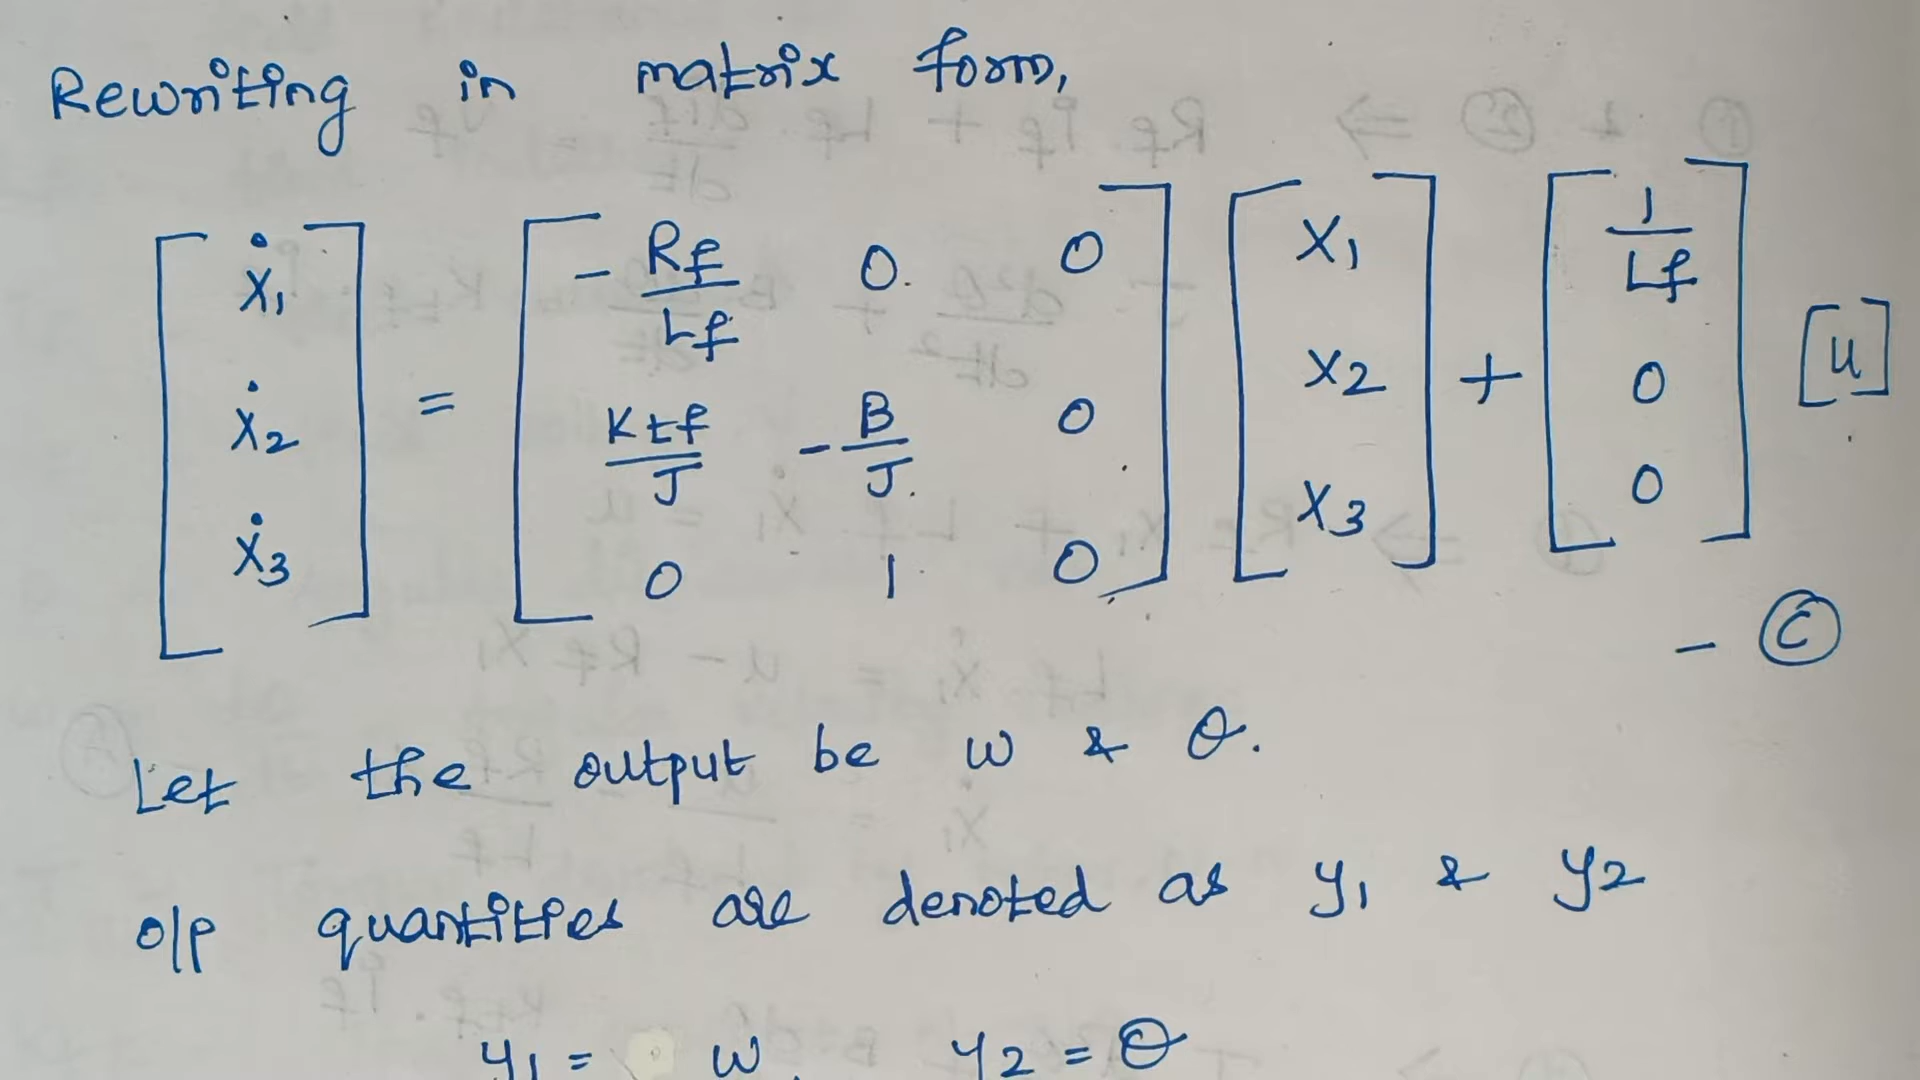 Rewriting in matrix form,
[ẋ1 ẋ2 ẋ3] = [-Rf/Lf 0 0; Ktf/J -B/J 0; 0 1 0] [x1 x2 x3] + [1/Lf 0 0] [u]
- (C)
Let the output be ω & θ.
o/p quantities are denoted as y1 & y2
y1 = ω, y2 = θ